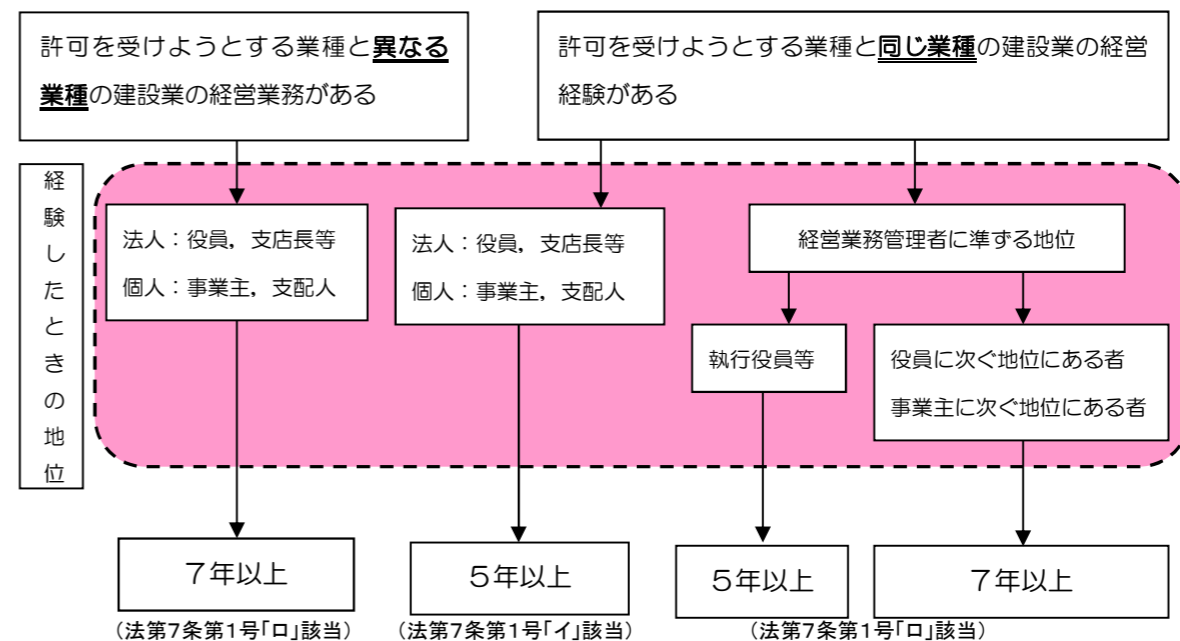 許可を受けようとする業種と異なる
業種の建設業の経営業務がある
許可を受けようとする業種と同じ業種の建設業の経営
経験がある
経験したときの地位
法人：役員，支店長等
個人：事業主，支配人
法人：役員，支店長等
個人：事業主，支配人
経営業務管理者に準ずる地位
執行役員等
役員に次ぐ地位にある者
事業主に次ぐ地位にある者
７年以上
５年以上
５年以上
７年以上
（法第7条第1号｢ロ｣該当）
（法第7条第1号｢イ｣該当）
（法第7条第1号｢ロ｣該当）